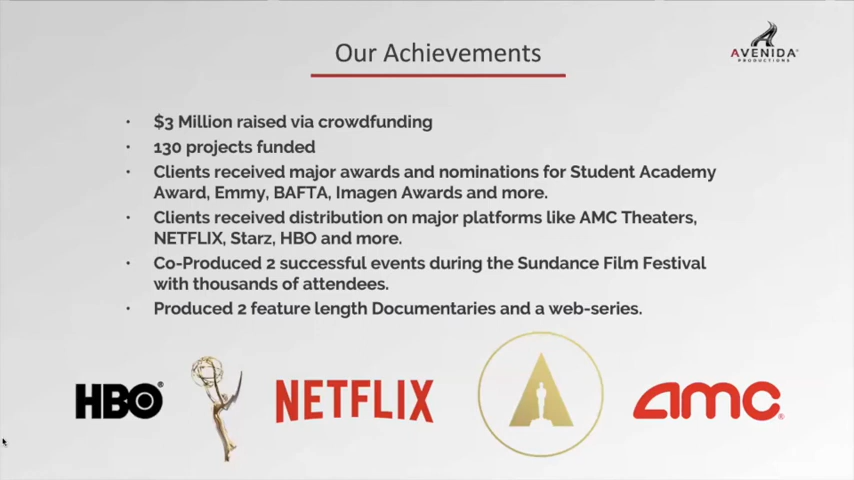 Our Achievements
AVENIDA
PRODUCTIONS
• $3 Million raised via crowdfunding
• 130 projects funded
• Clients received major awards and nominations for Student Academy
Award, Emmy, BAFTA, Imagen Awards and more.
• Clients received distribution on major platforms like AMC Theaters,
NETFLIX, Starz, HBO and more.
• Co-Produced 2 successful events during the Sundance Film Festival
with thousands of attendees.
• Produced 2 feature length Documentaries and a web-series.
HBO®
NETFLIX
amc®